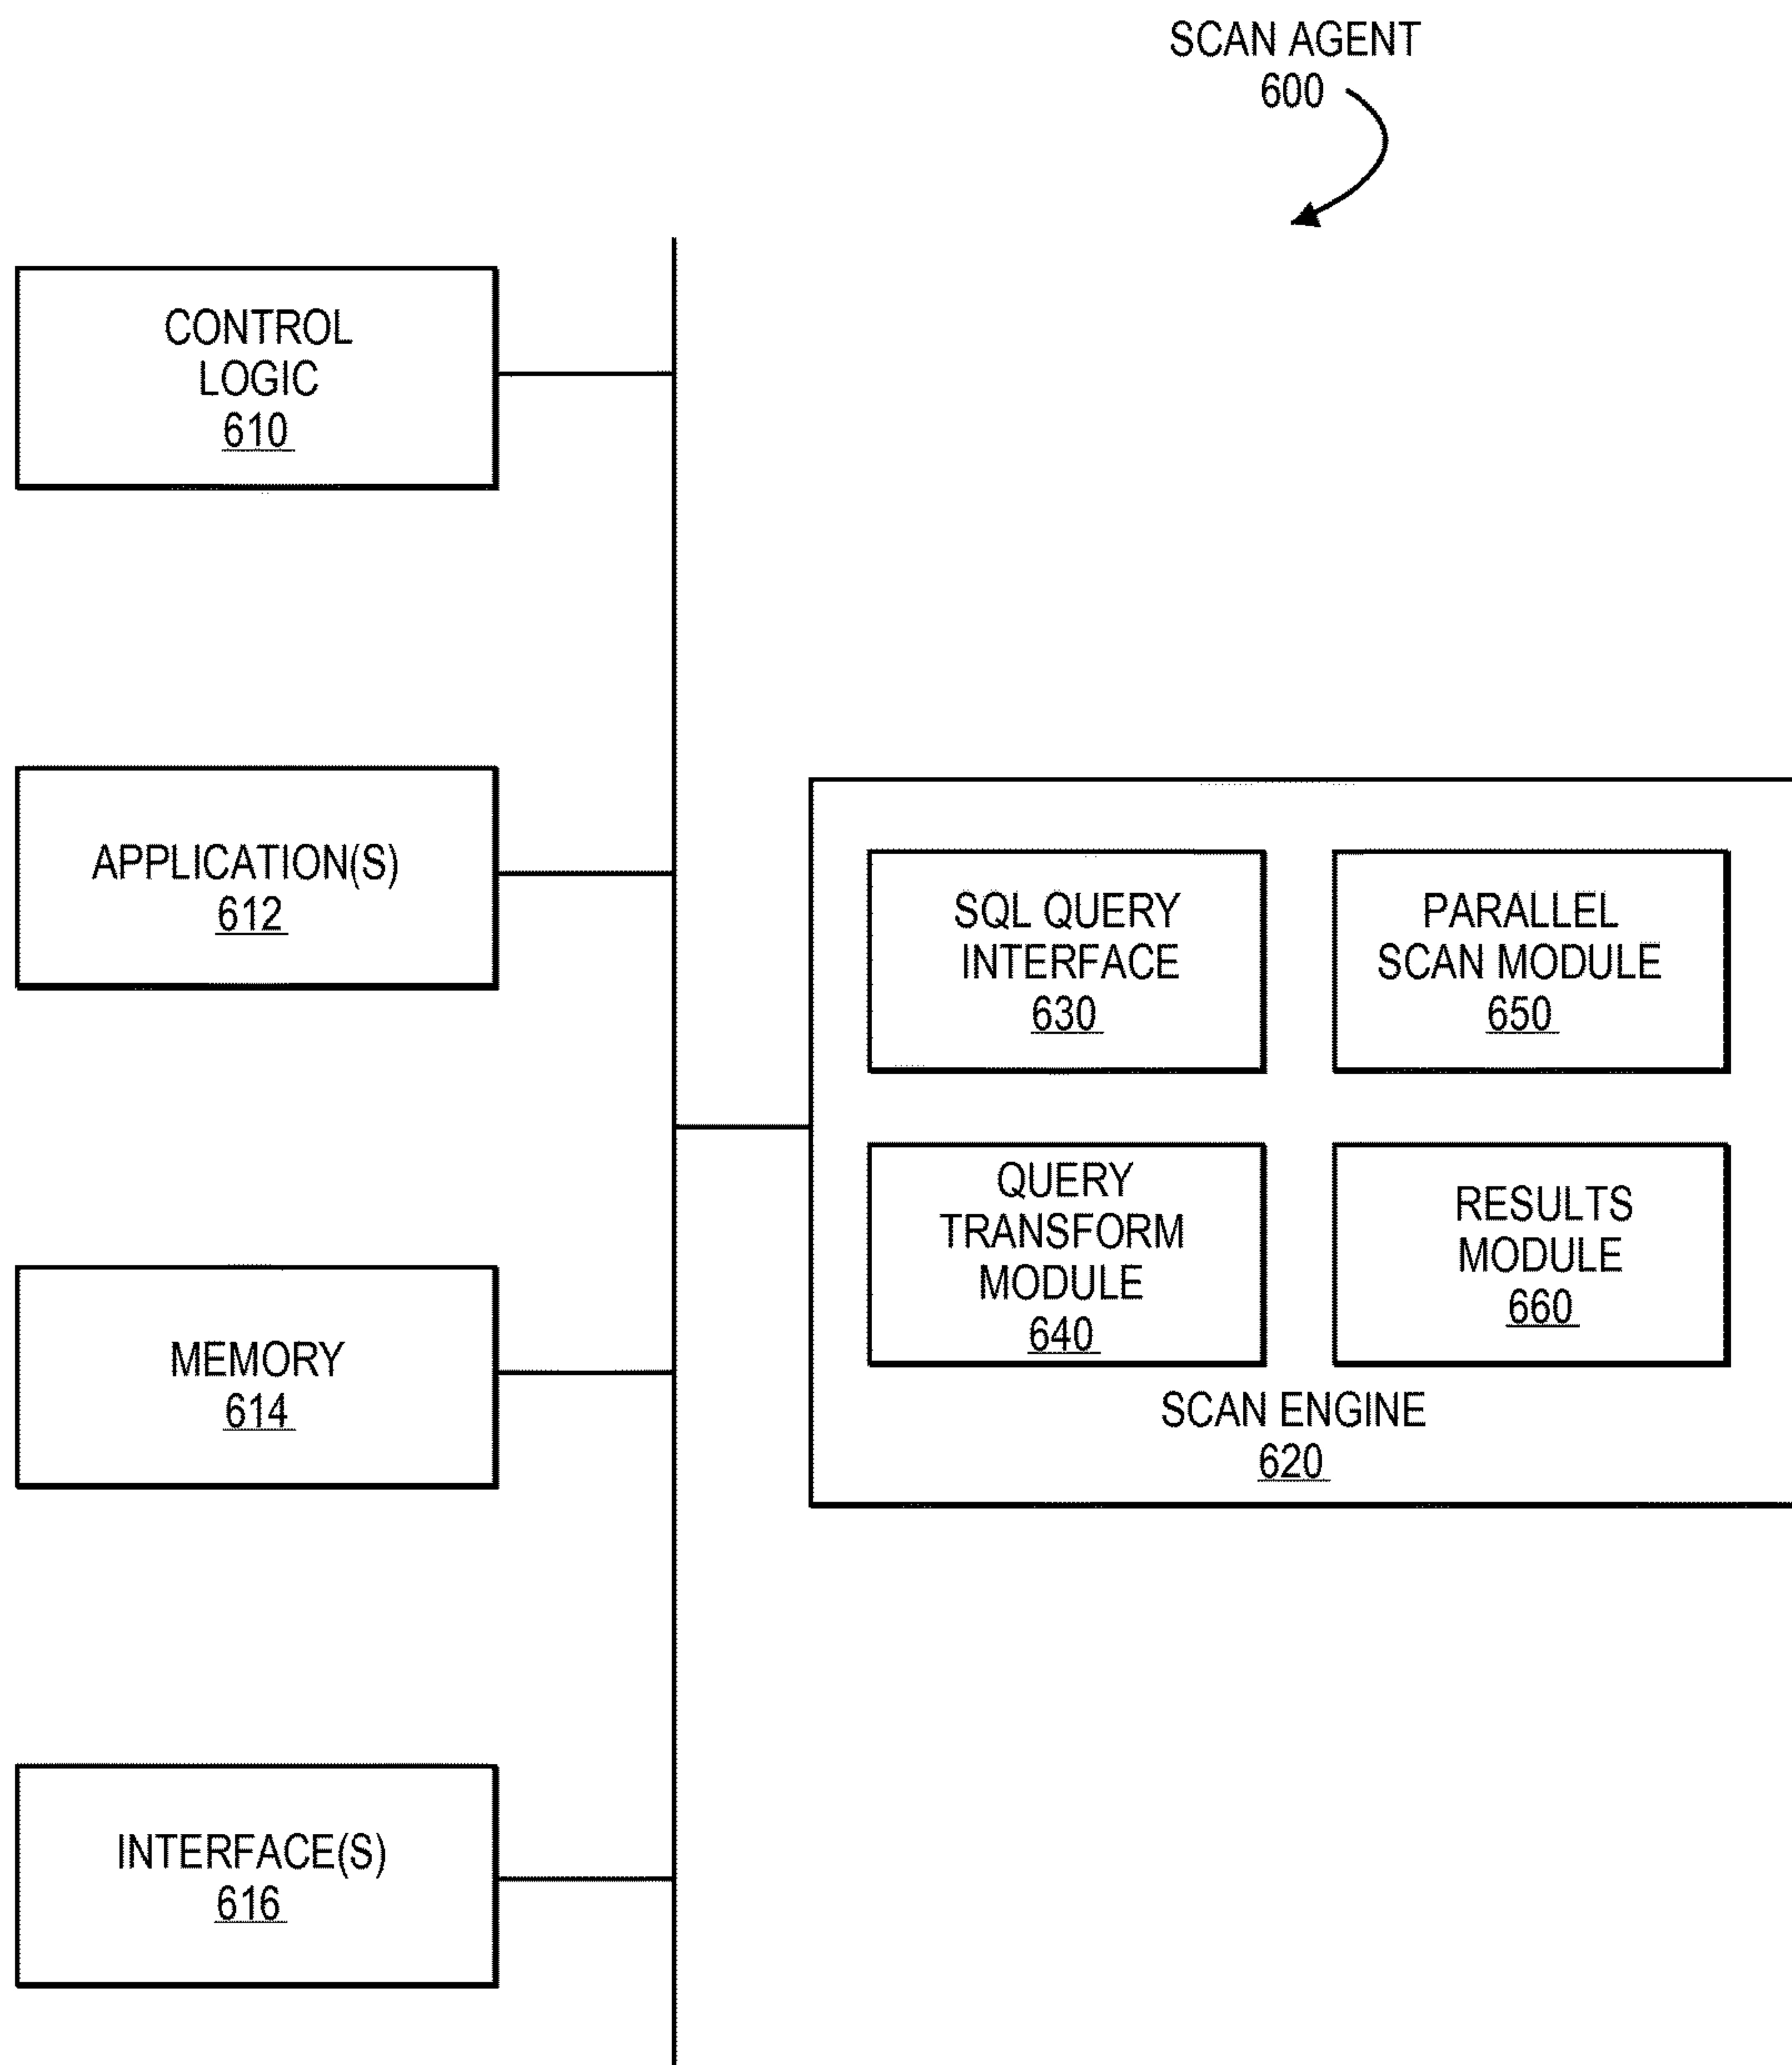 SCAN AGENT
600
CONTROL
LOGIC
610
APPLICATION(S)
612
MEMORY
614
INTERFACE(S)
616
SQL QUERY
INTERFACE
630
PARALLEL
SCAN MODULE
650
QUERY
TRANSFORM
MODULE
640
RESULTS
MODULE
660
SCAN ENGINE
620